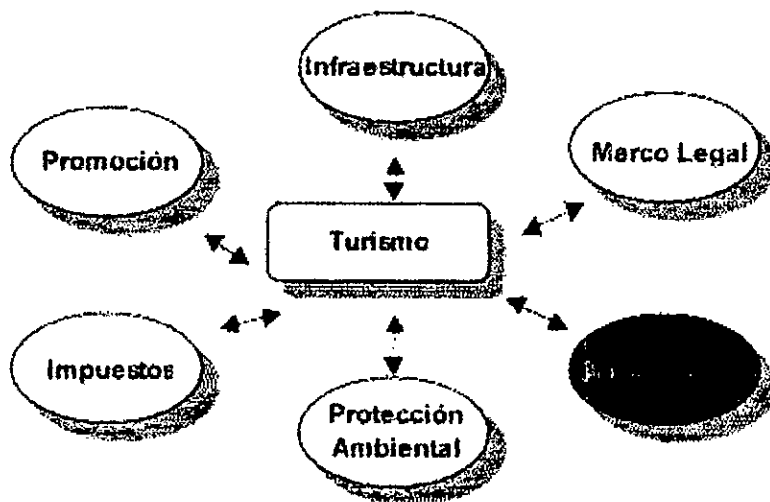 Infraestructura
Promoción
Marco Legal
Turismo
Impuestos
Protección
Ambiental